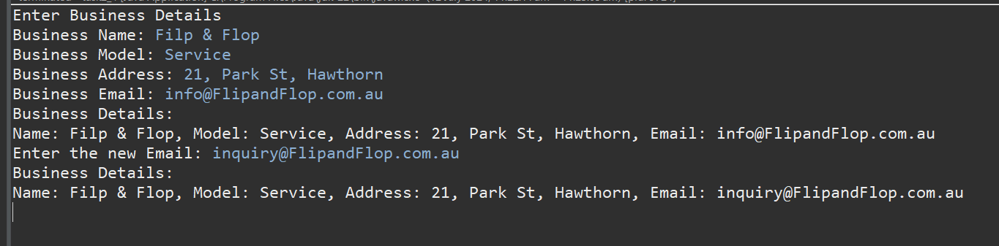 Enter Business Details
Business Name: Filp & Flop
Business Model: Service
Business Address: 21, Park St, Hawthorn
Business Email: info@FlipandFlop.com.au
Business Details:
Name: Filp & Flop, Model: Service, Address: 21, Park St, Hawthorn, Email: info@FlipandFlop.com.au
Enter the new Email: inquiry@FlipandFlop.com.au
Business Details:
Name: Filp & Flop, Model: Service, Address: 21, Park St, Hawthorn, Email: inquiry@FlipandFlop.com.au